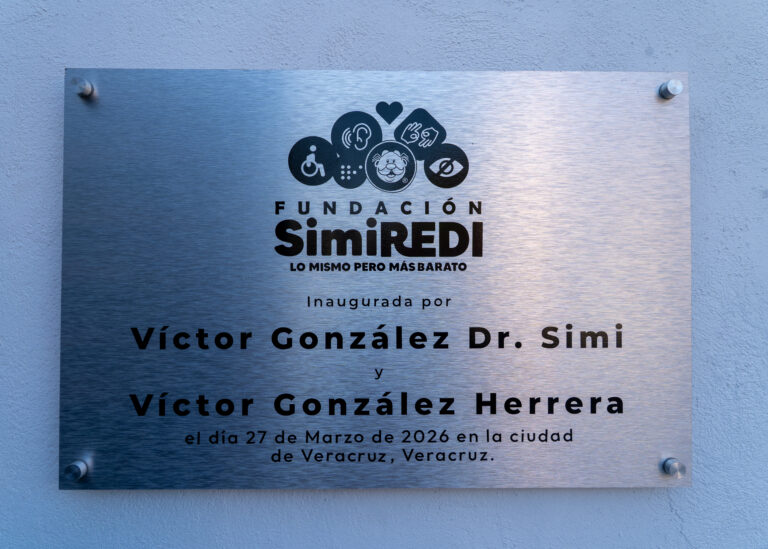 FUNDACIÓN
SimiREDI
LO MISMO PERO MÁS BARATO
Inaugurada por
Víctor González Dr. Simi
y
Víctor González Herrera
el día 27 de Marzo de 2026 en la ciudad
de Veracruz, Veracruz.